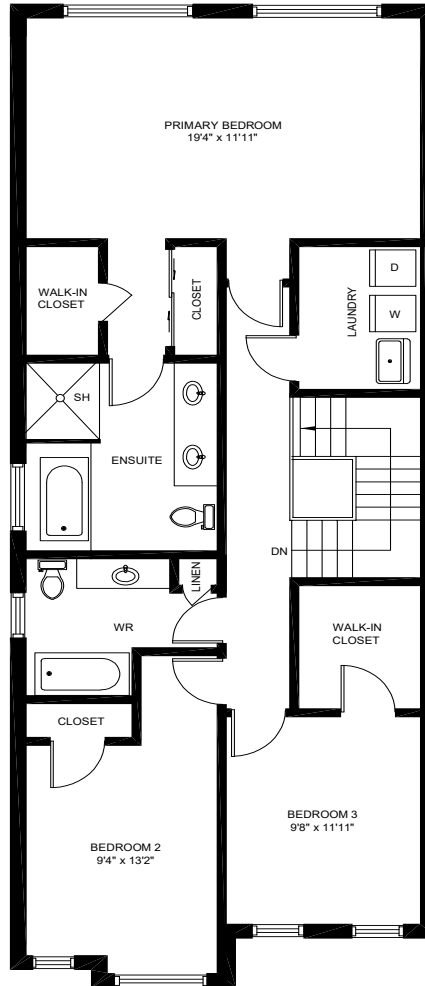 PRIMARY BEDROOM
19'4" x 11'11"
WALK-IN
CLOSET
CLOSET
LAUNDRY
D
W
SH
ENSUITE
DN
LINEN
WR
WALK-IN
CLOSET
CLOSET
BEDROOM 2
9'4" x 13'2"
BEDROOM 3
9'8" x 11'11"